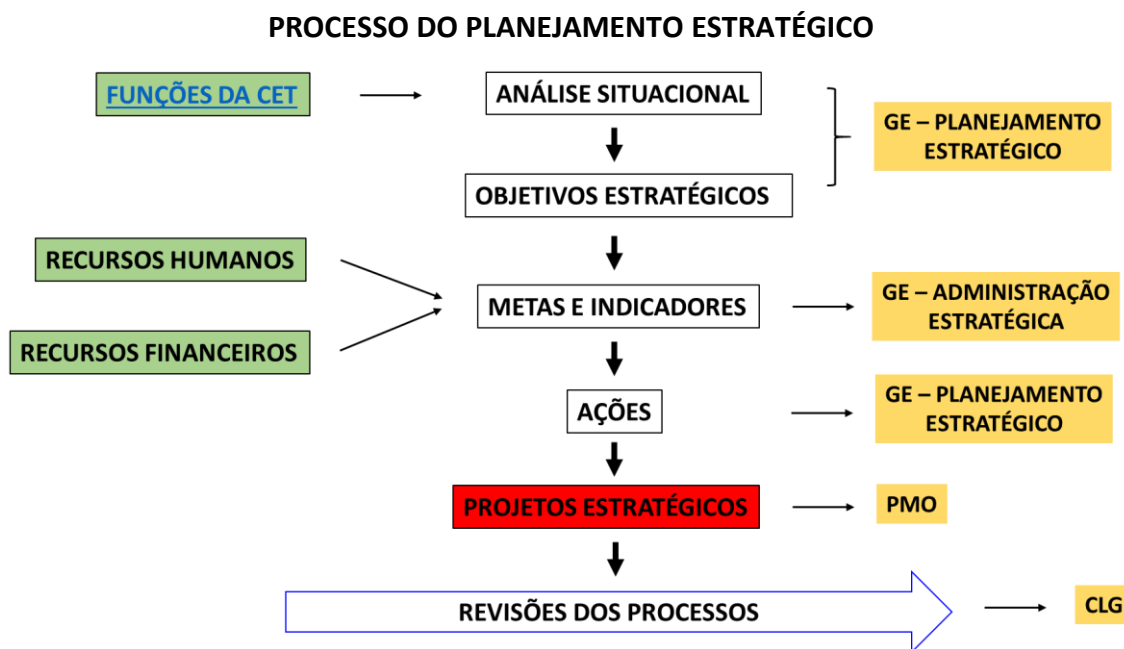 PROCESSO DO PLANEJAMENTO ESTRATÉGICO
FUNÇÕES DA CET
ANÁLISE SITUACIONAL
GE – PLANEJAMENTO
ESTRATÉGICO
OBJETIVOS ESTRATÉGICOS
RECURSOS HUMANOS
METAS E INDICADORES
GE – ADMINISTRAÇÃO
ESTRATÉGICA
RECURSOS FINANCEIROS
AÇÕES
GE – PLANEJAMENTO
ESTRATÉGICO
PROJETOS ESTRATÉGICOS
PMO
REVISÕES DOS PROCESSOS
CLG